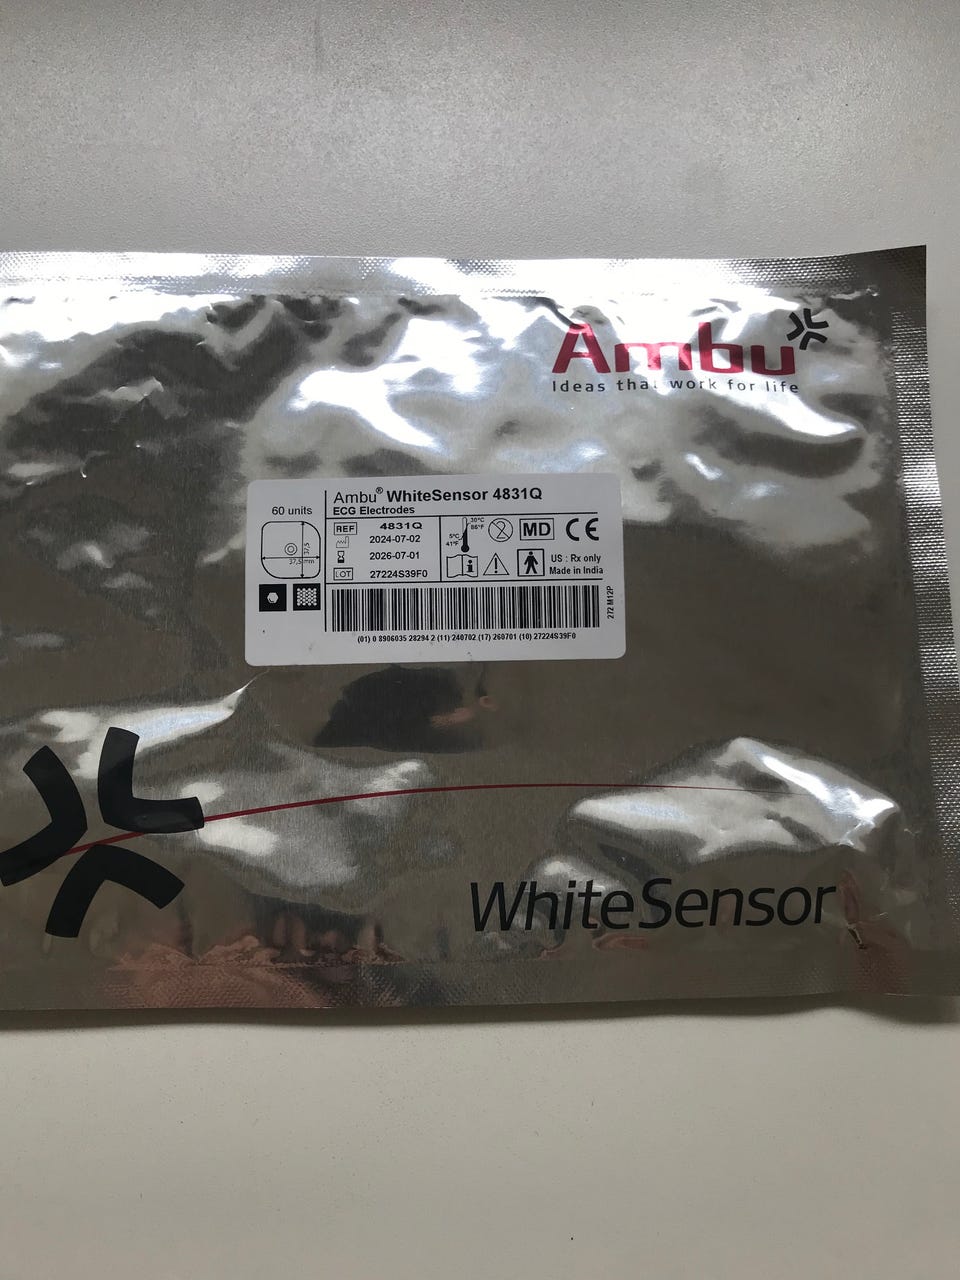 Ambu
Ideas that work for life
60 units
37,5
37,5 mm
Ambu® WhiteSensor 4831Q
ECG Electrodes
REF 4831Q
2024-07-02
2026-07-01
LOT 27224S39F0
30°C
86°F
5°C
41°F
2
MD
CE
i
US : Rx only
Made in India
272 M12P
(01) 0 8906035 28294 2 (11) 240702 (17) 260701 (10) 27224S39F0
WhiteSensor